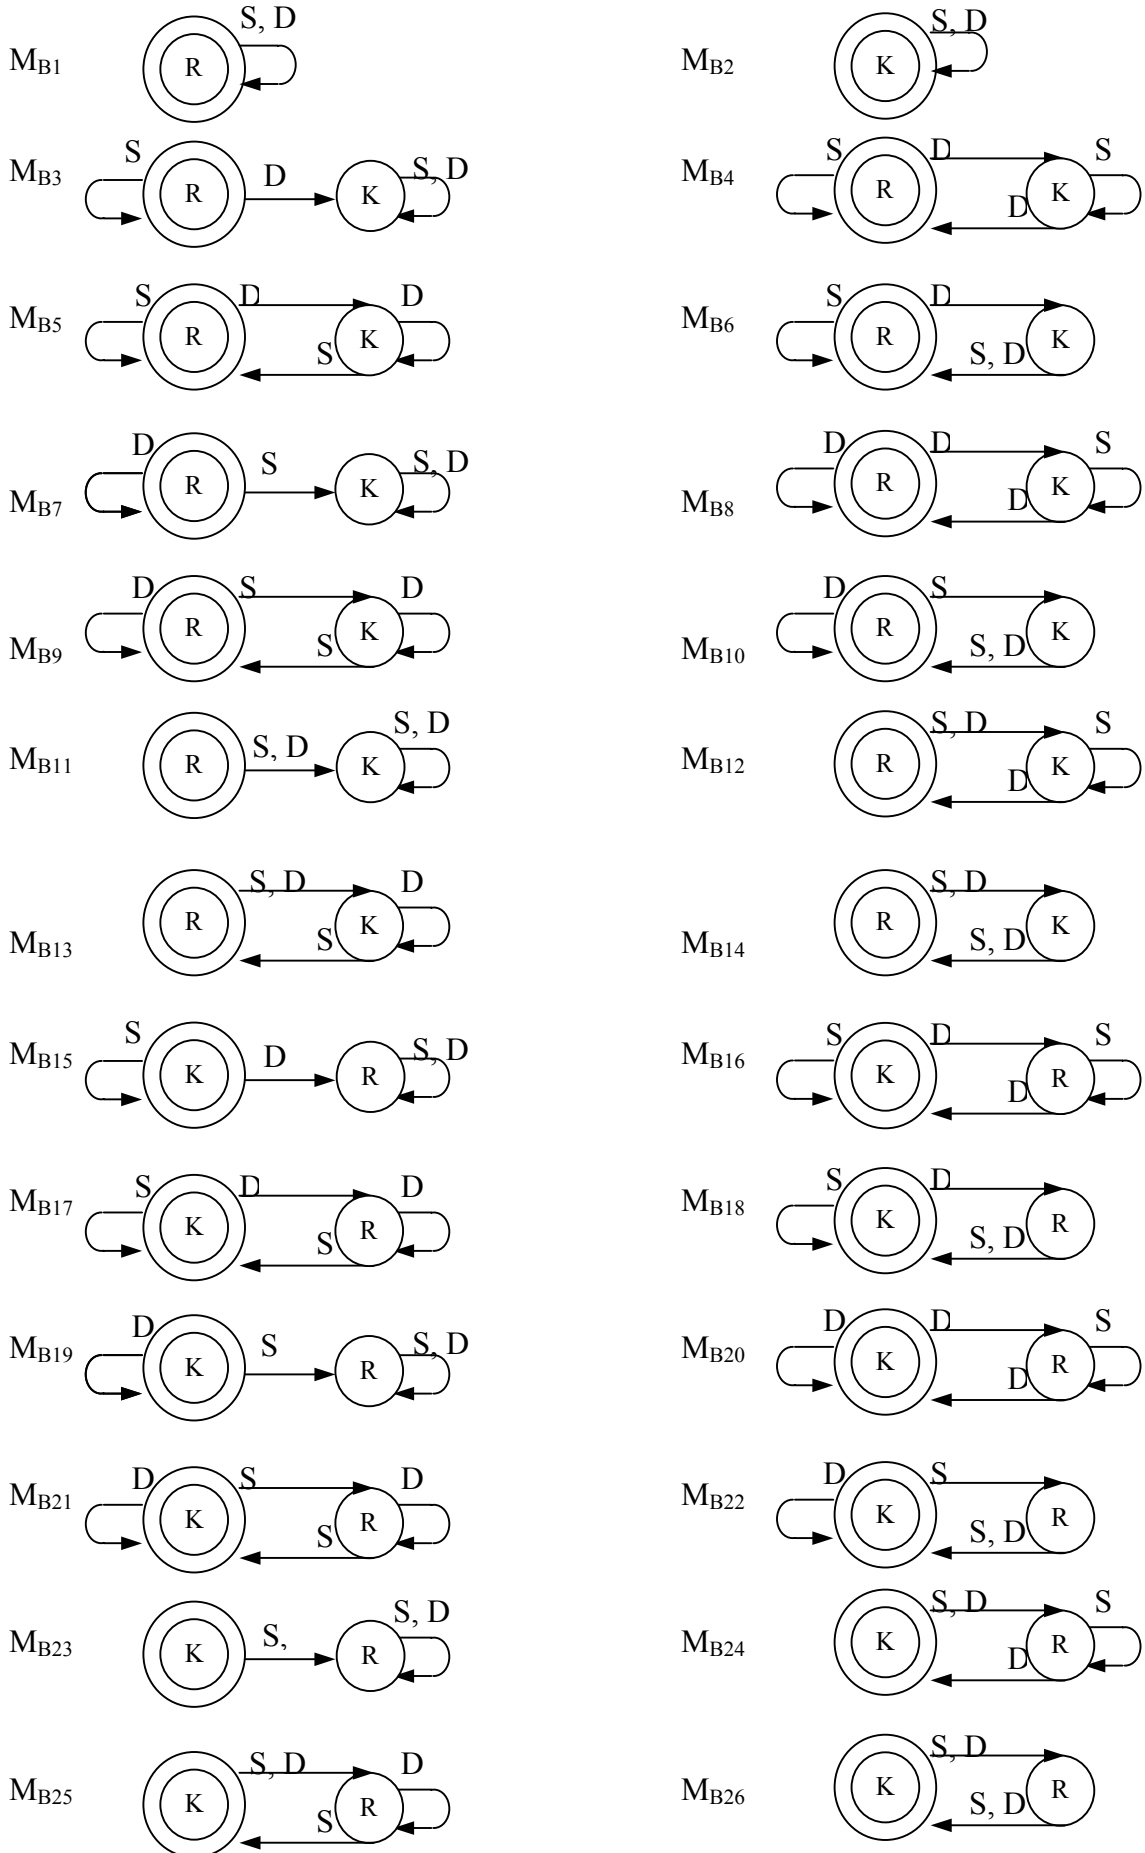 S, D S, D
M_B1 R M_B2 K
S D S, D S D S
M_B3 R K M_B4 R D K
S D D S D
M_B5 R S K M_B6 R S, D K
D S S, D D D S
M_B7 R K M_B8 R D K
D S D D S
M_B9 R S K M_B10 R S, D K
S, D S, D S, D S
M_B11 R K M_B12 R D K
S, D D S, D
M_B13 R S K M_B14 R S, D K
S D S, D S D S
M_B15 K R M_B16 K D R
S D D S D
M_B17 K S R M_B18 K S, D R
D S S, D D D S
M_B19 K R M_B20 K D R
D S D D S
M_B21 K S R M_B22 K S, D R
S, S, D S, D S
M_B23 K R M_B24 K D R
S, D D S, D
M_B25 K S R M_B26 K S, D R